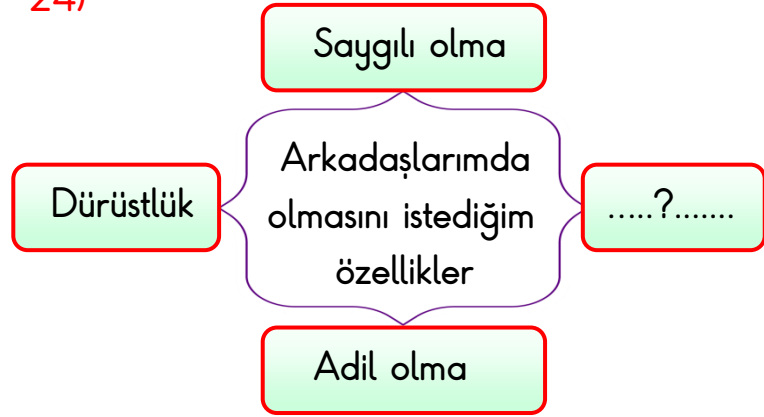 24)
Saygılı olma
Arkadaşlarımda
olmasını istediğim
özellikler
Dürüstlük
.....?.......
Adil olma